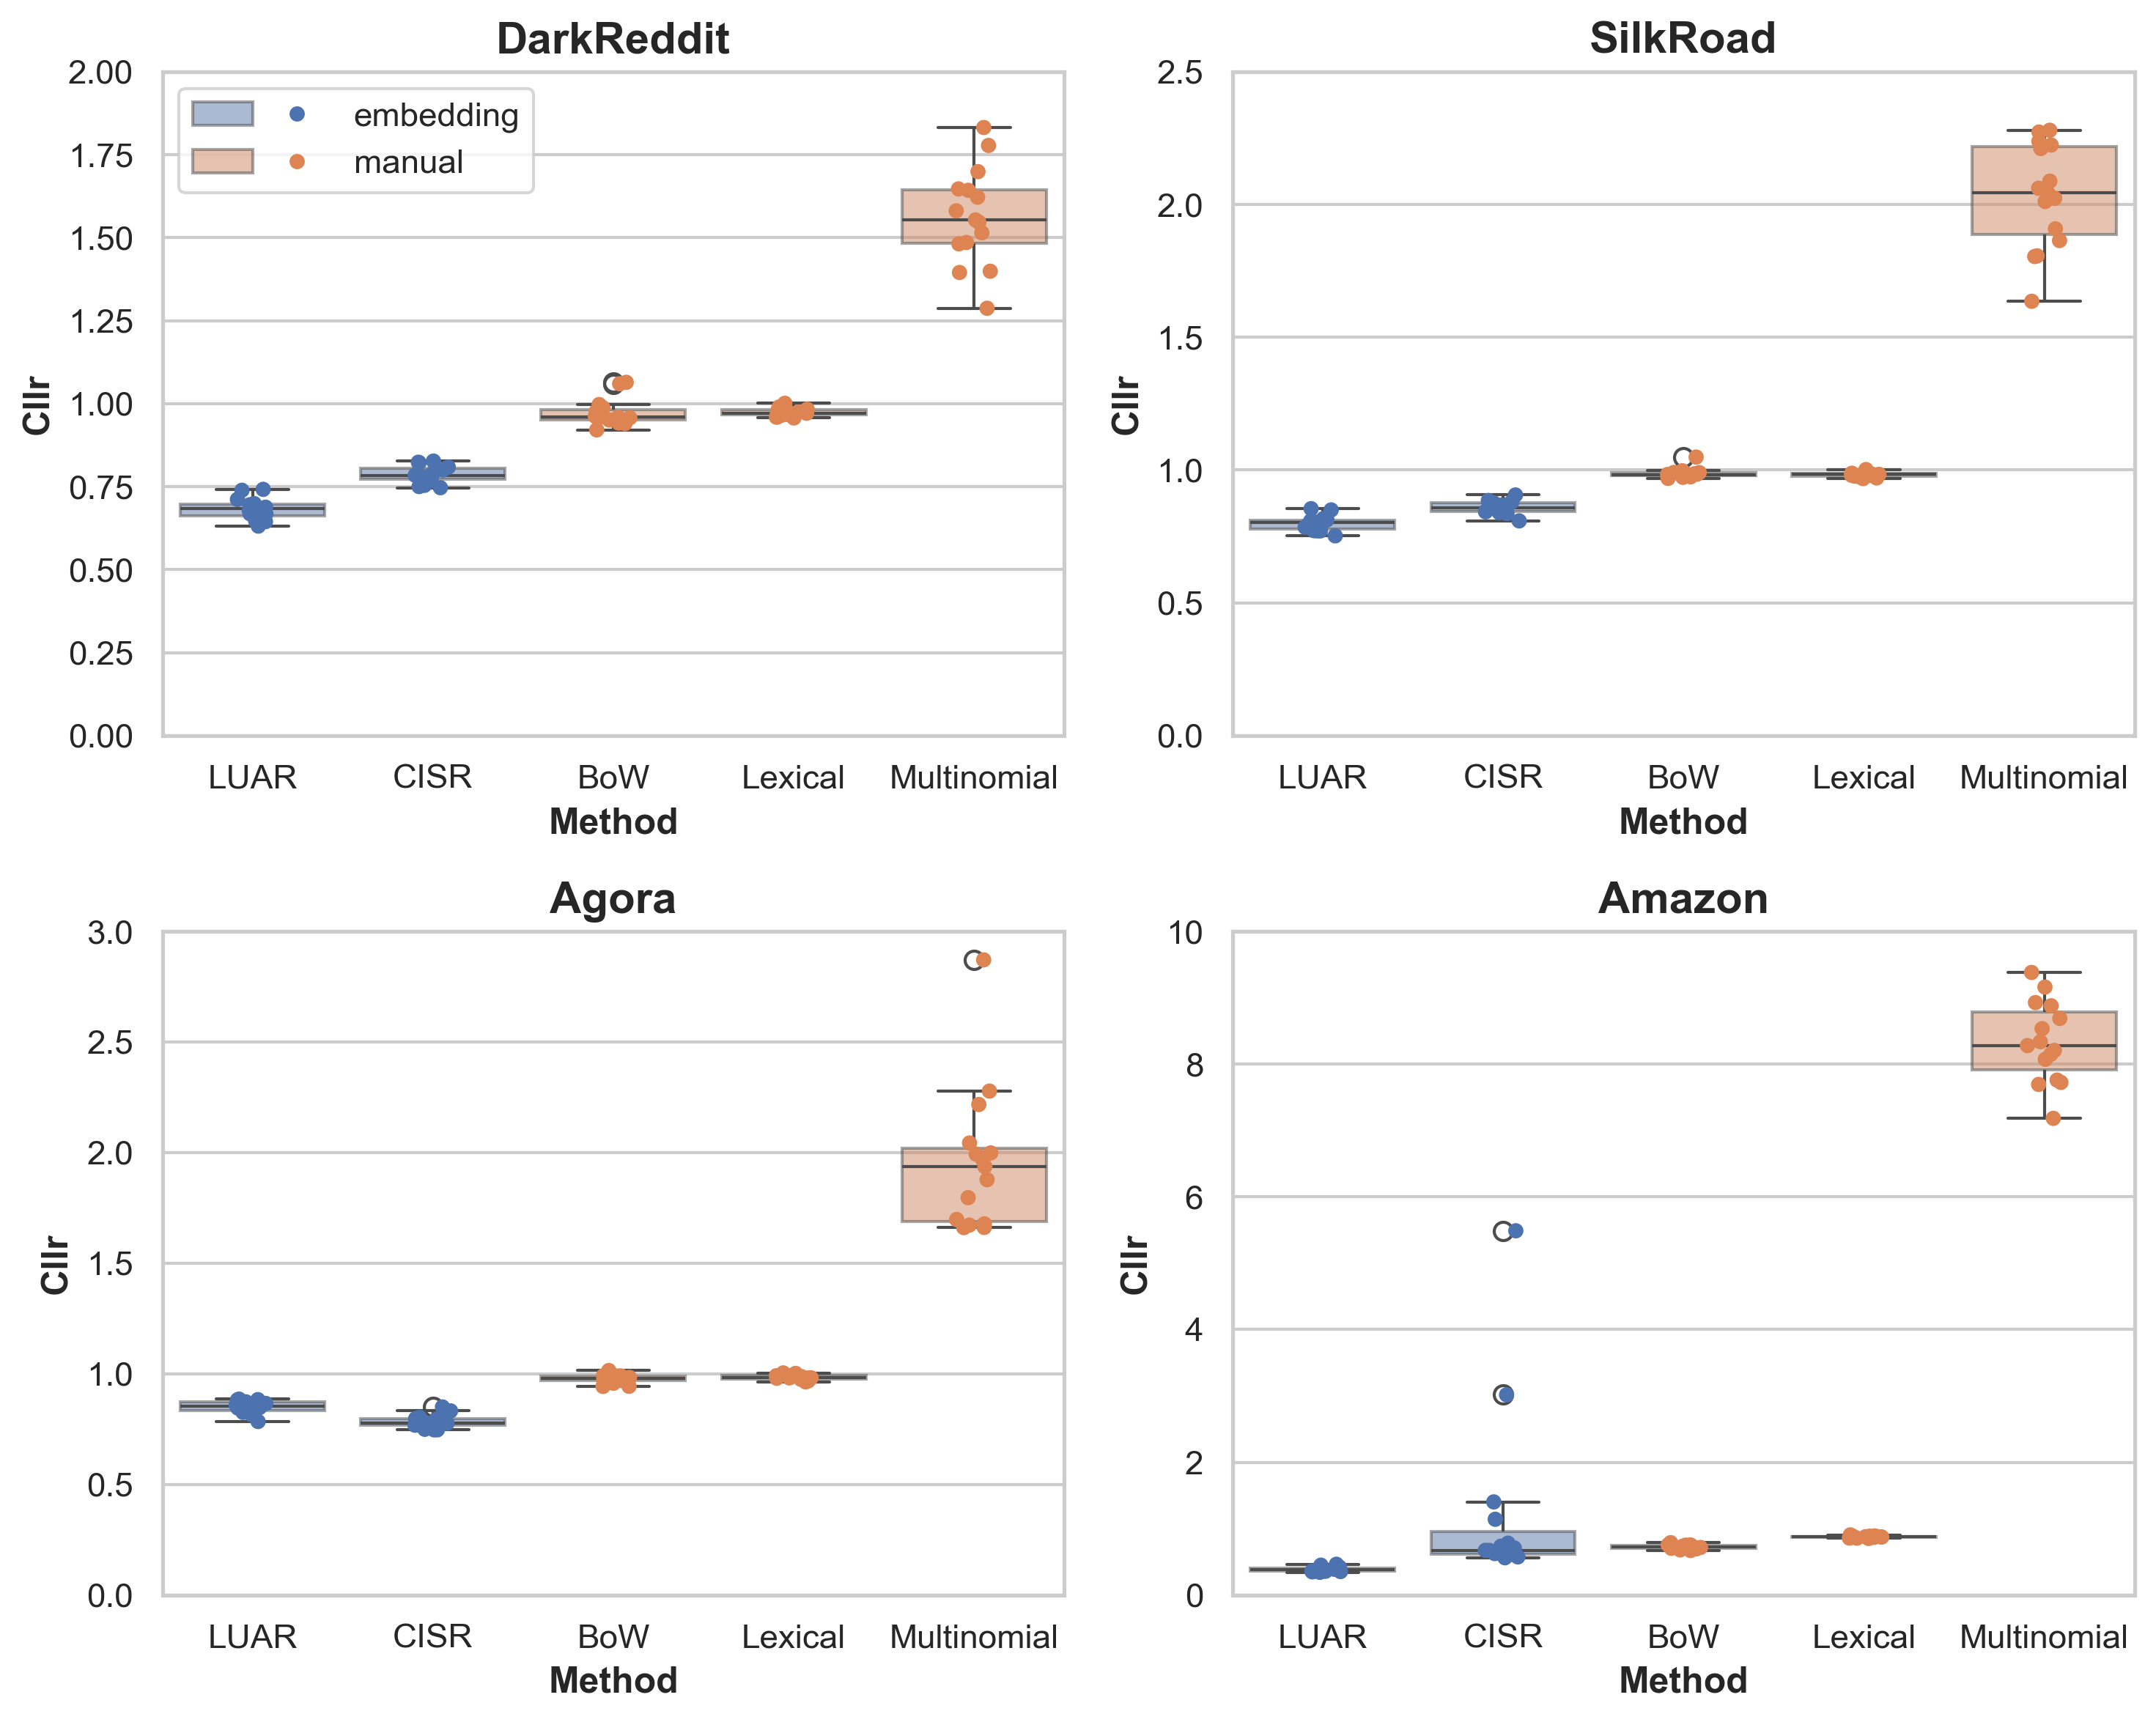 DarkReddit
2.00
1.75
1.50
1.25
1.00
0.75
0.50
0.25
0.00
Cllr
embedding
manual
LUAR CISR BoW Lexical Multinomial
Method
SilkRoad
2.5
2.0
1.5
1.0
0.5
0.0
Cllr
LUAR CISR BoW Lexical Multinomial
Method
Agora
3.0
2.5
2.0
1.5
1.0
0.5
0.0
Cllr
LUAR CISR BoW Lexical Multinomial
Method
Amazon
10
8
6
4
2
0
Cllr
LUAR CISR BoW Lexical Multinomial
Method